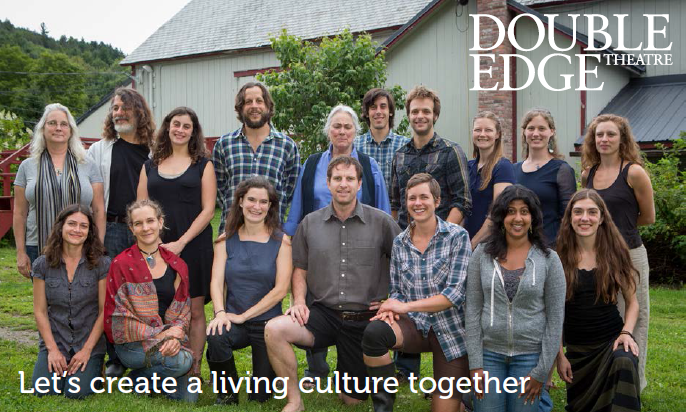 DOUBLE
EDGE THEATRE
Let's create a living culture together